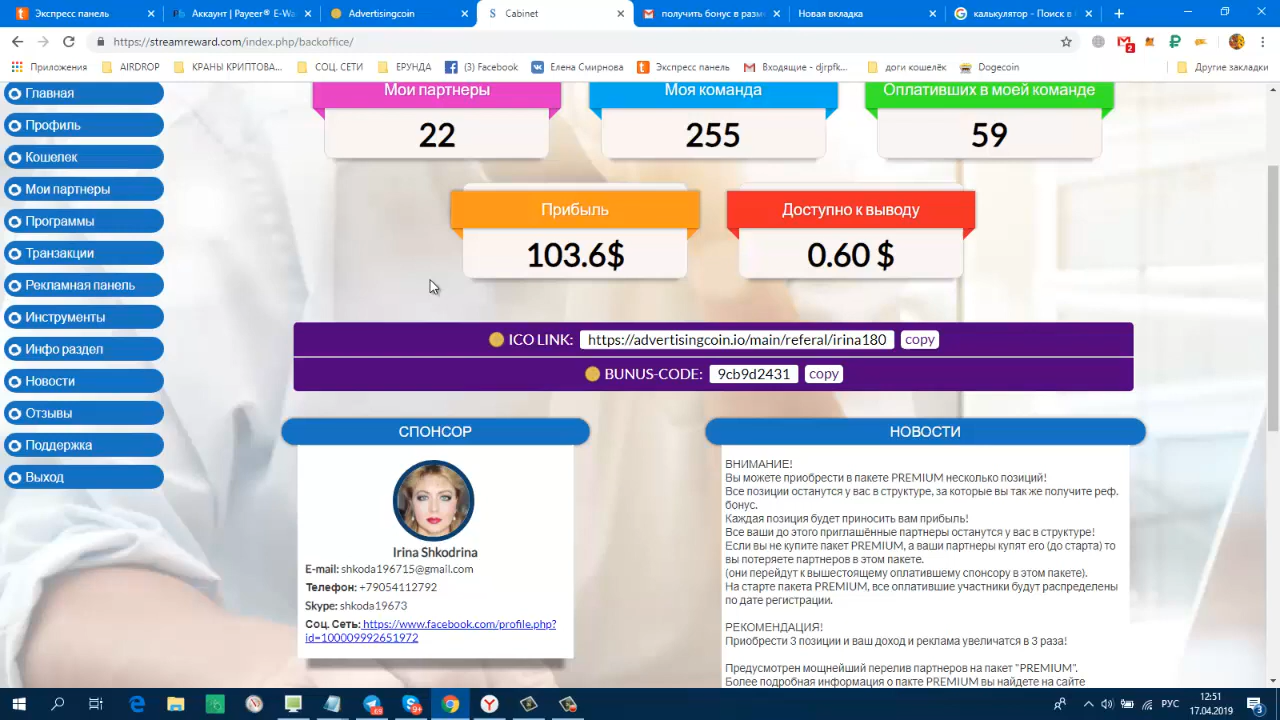 Экспресс панель
Аккаунт | Payeer® E-Wa
Advertisingcoin
Cabinet
получить бонус в разм
Новая вкладка
калькулятор - Поиск в
https://streamreward.com/index.php/backoffice/
2
Приложения
AIRDROP
КРАНЫ КРИПТОВА...
СОЦ. СЕТИ
ЕРУНДА
(3) Facebook
Елена Смирнова
Экспресс панель
Входящие - djrpfk...
доги кошелёк
Dogecoin
Другие закладки
Главная
Профиль
Кошелек
Мои партнеры
Программы
Транзакции
Рекламная панель
Инструменты
Инфо раздел
Новости
Отзывы
Поддержка
Выход
Мои партнеры
22
Моя команда
255
Оплативших в моей команде
59
Прибыль
103.6$
Доступно к выводу
0.60 $
ICO LINK: https://advertisingcoin.io/main/referal/irina180 copy
BUNUS-CODE: 9cb9d2431 copy
СПОНСОР
Irina Shkodrina
E-mail: shkoda196715@gmall.com
Телефон: +79054112792
Skype: shkoda19673
Соц. Сеть: https://www.facebook.com/profile.php?
id=100009992651972
НОВОСТИ
ВНИМАНИЕ!
Вы можете приобрести в пакете PREMIUM несколько позиций!
Все позиции останутся у вас в структуре, за которые вы так же получите реф.
бонус.
Каждая позиция будет приносить вам прибыль!
Все ваши до этого приглашённые партнеры останутся у вас в структуре!
Если вы не купите пакет PREMIUM, а ваши партнеры купят его (до старта) то
вы потеряете партнеров в этом пакете.
(они перейдут к вышестоящему оплатившему спонсору в этом пакете).
На старте пакета PREMIUM, все оплатившие участники будут распределены
по дате регистрации.
РЕКОМЕНДАЦИЯ!
Приобрести 3 позиции и ваш доход и реклама увеличатся в 3 раза!
Предусмотрен мощнейший перелив партнеров на пакет "PREMIUM".
Более подробная информация о пакте PREMIUM вы найдете на сайте
РУС
12:51
17.04.2019
3